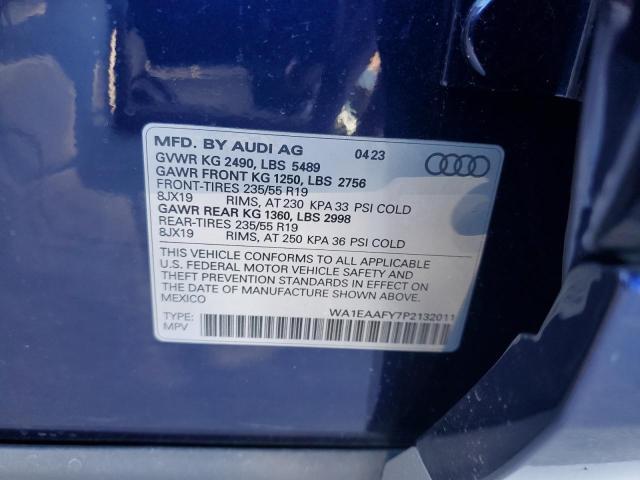 MFD. BY AUDI AG 04 23
GVWR KG 2490, LBS 5489
GAWR FRONT KG 1250, LBS 2756
FRONT-TIRES 235/55 R19
8JX19 RIMS, AT 230 KPA 33 PSI COLD
GAWR REAR KG 1360, LBS 2998
REAR-TIRES 235/55 R19
8JX19 RIMS, AT 250 KPA 36 PSI COLD
THIS VEHICLE CONFORMS TO ALL APPLICABLE
U.S. FEDERAL MOTOR VEHICLE SAFETY AND
THEFT PREVENTION STANDARDS IN EFFECT ON
THE DATE OF MANUFACTURE SHOWN ABOVE.
MEXICO
WA1EAAFY7P2132011
TYPE:
MPV